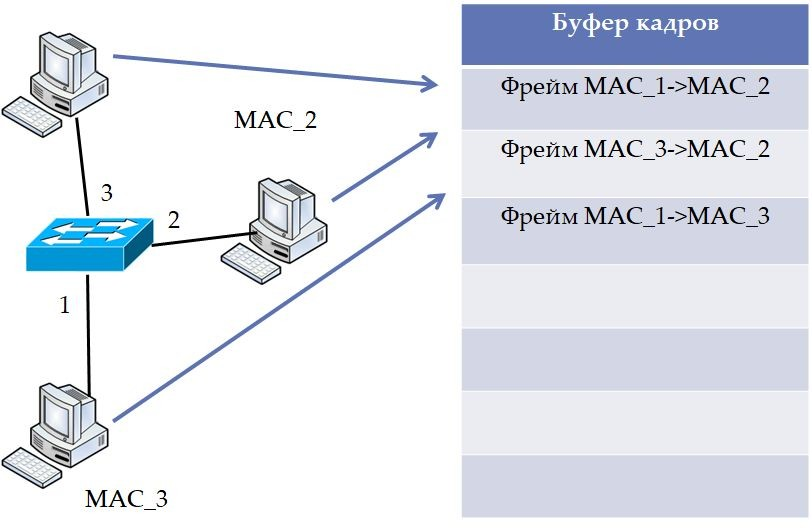 Буфер кадров
Фрейм MAC_1->MAC_2
MAC_2
Фрейм MAC_3->MAC_2
3
Фрейм MAC_1->MAC_3
2
1
MAC_3